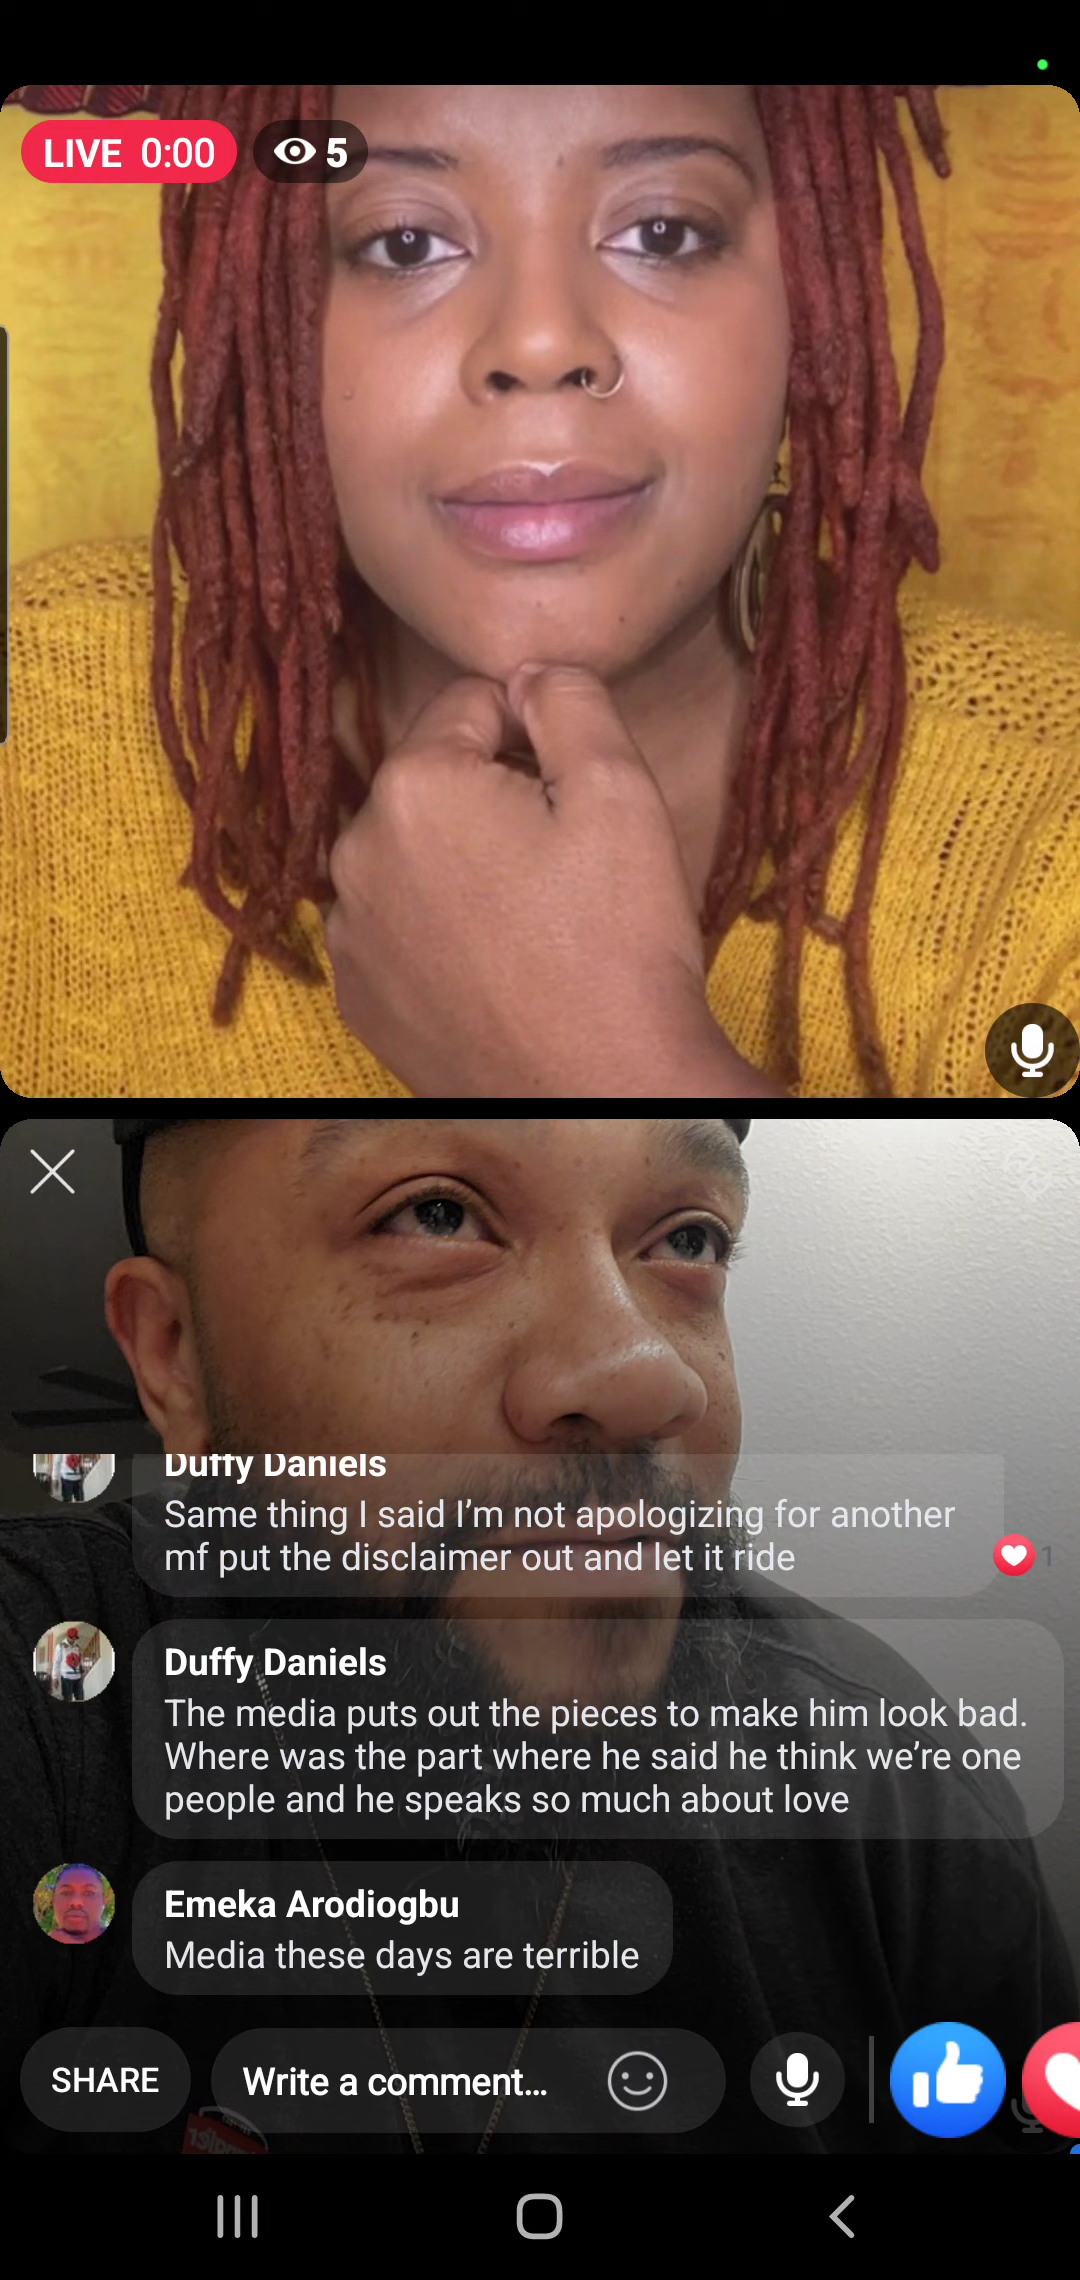 LIVE 0:00 5
Duffy Daniels
Same thing I said I’m not apologizing for another
mf put the disclaimer out and let it ride
1
Duffy Daniels
The media puts out the pieces to make him look bad.
Where was the part where he said he think we’re one
people and he speaks so much about love
Emeka Arodiogbu
Media these days are terrible
SHARE Write a comment...